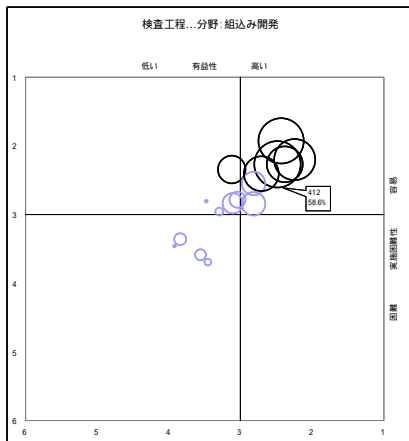 検査工程…分野:組込み開発
低い 有益性 高い
1
2
3
4
5
6
容易
実施困難性
困難
412
58.6%
6 5 4 3 2 1